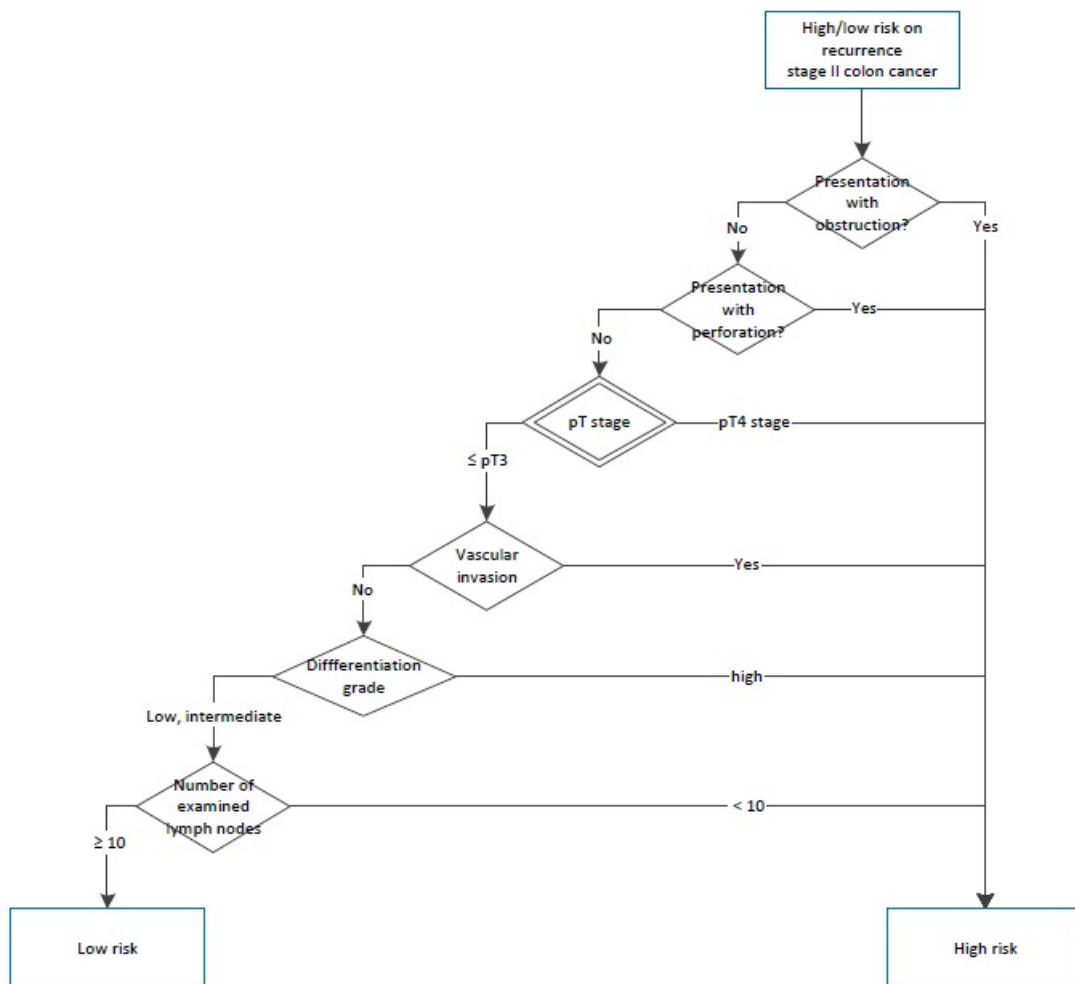 High/low risk on
recurrence
stage II colon cancer
Presentation
with
obstruction?
No
Yes
Presentation
with
perforation?
Yes
No
pT stage
pT4 stage
≤ pT3
Vascular
invasion
Yes
No
Diffferentiation
grade
high
Low, intermediate
Number of
examined
lymph nodes
< 10
≥ 10
Low risk
High risk